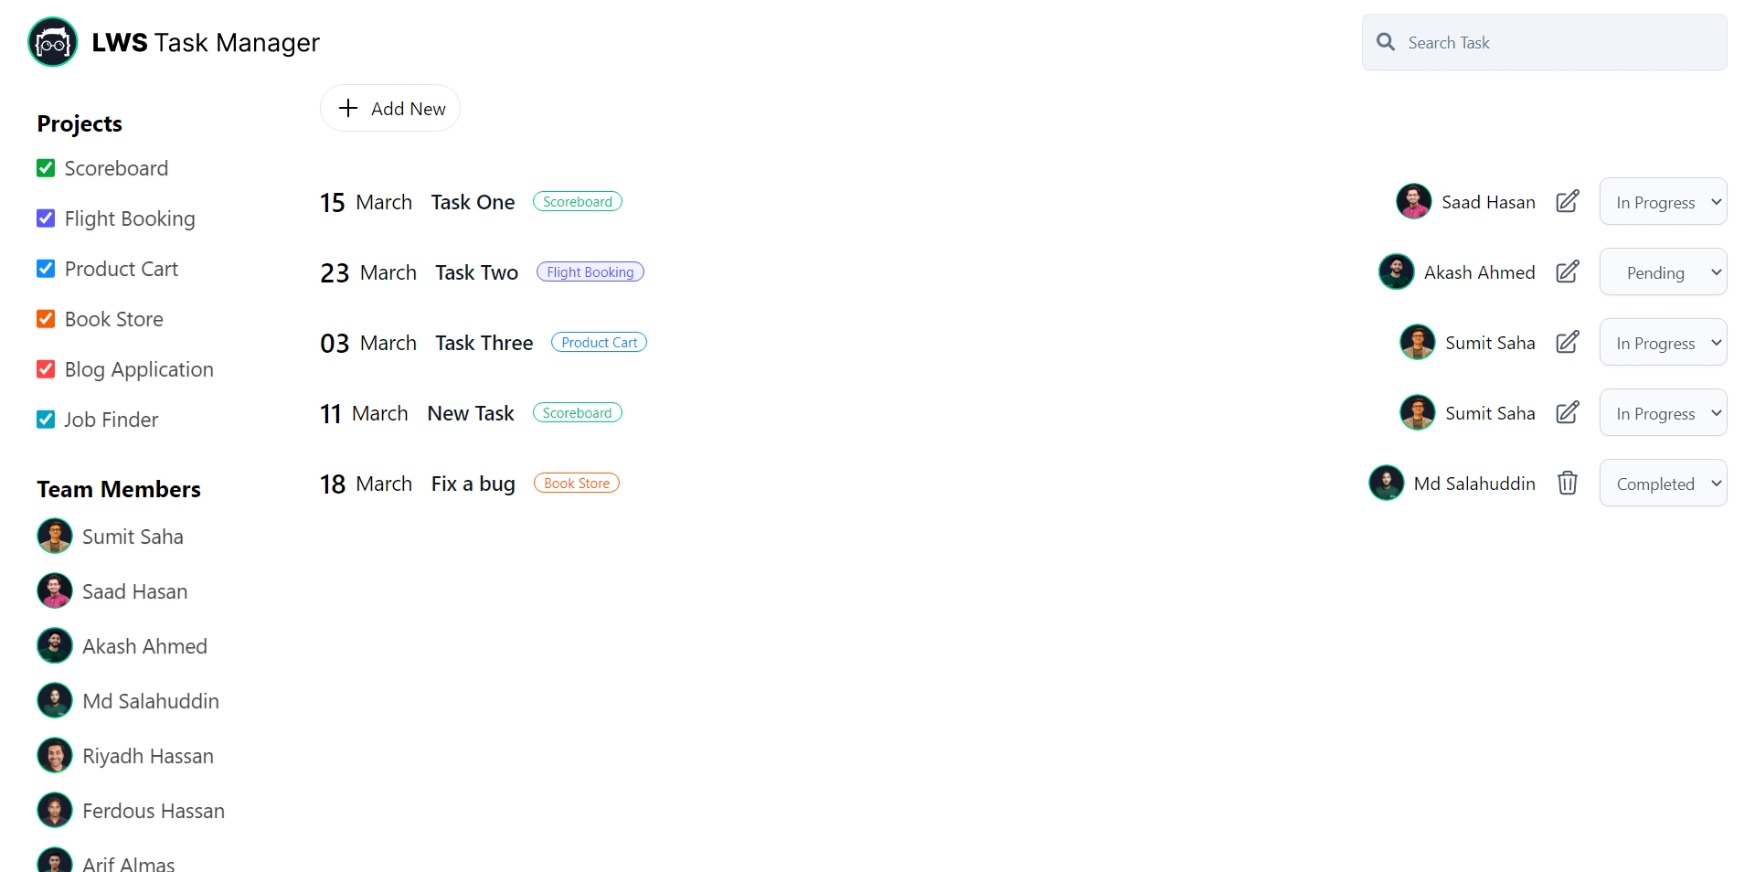 LWS Task Manager
Search Task
Add New
Projects
Scoreboard
Flight Booking
Product Cart
Book Store
Blog Application
Job Finder
Team Members
Sumit Saha
Saad Hasan
Akash Ahmed
Md Salahuddin
Riyadh Hassan
Ferdous Hassan
Arif Almas
15 March Task One Scoreboard Saad Hasan In Progress
23 March Task Two Flight Booking Akash Ahmed Pending
03 March Task Three Product Cart Sumit Saha In Progress
11 March New Task Scoreboard Sumit Saha In Progress
18 March Fix a bug Book Store Md Salahuddin Completed